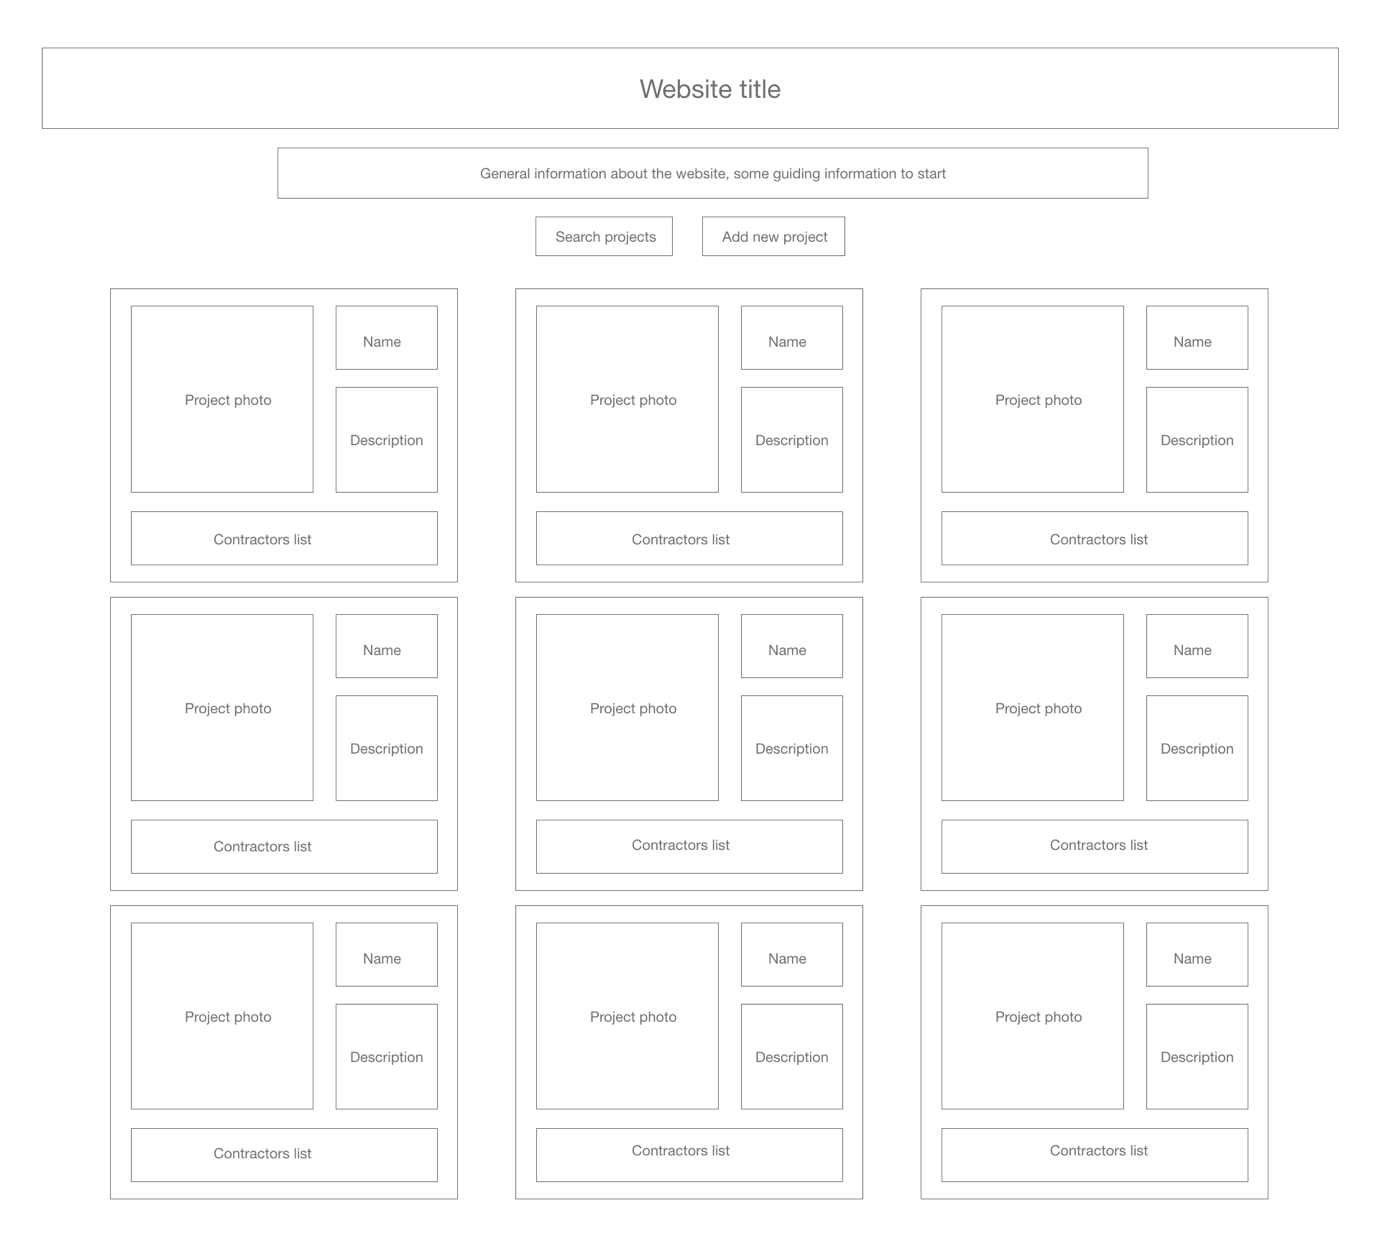 Website title
General information about the website, some guiding information to start
Search projects
Add new project
Project photo
Name
Description
Contractors list
Project photo
Name
Description
Contractors list
Project photo
Name
Description
Contractors list
Project photo
Name
Description
Contractors list
Project photo
Name
Description
Contractors list
Project photo
Name
Description
Contractors list
Project photo
Name
Description
Contractors list
Project photo
Name
Description
Contractors list
Project photo
Name
Description
Contractors list